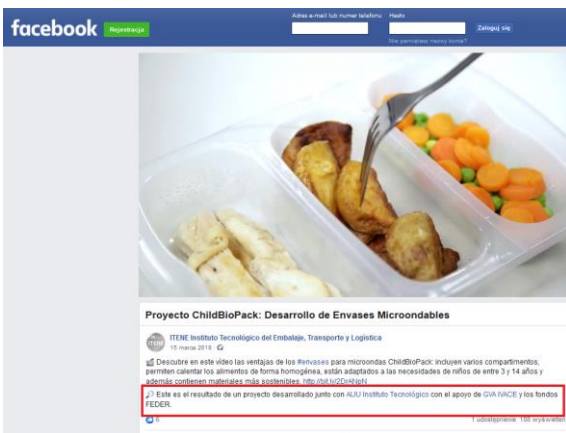 Adres e-mail lub numer telefonu Hasło
facebook Rejestracja Zaloguj się
Nie pamiętasz nazwy konta?
Proyecto ChildBioPack: Desarrollo de Envases Microondables
ITENE Instituto Tecnológico del Embalaje, Transporte y Logística
15 marca 2018
Descubre en este vídeo las ventajas de los #envases para microondas ChildBioPack: incluyen varios compartimentos,
permiten calentar los alimentos de forma homogénea, están adaptados a las necesidades de niños de entre 3 y 14 años y
además contienen materiales más sostenibles.
Este es el resultado de un proyecto desarrollado junto con AIJU Instituto Tecnológico con el apoyo de GVA IVACE y los fondos
FEDER.
6 1 udostępnienie 108 wyświetleń